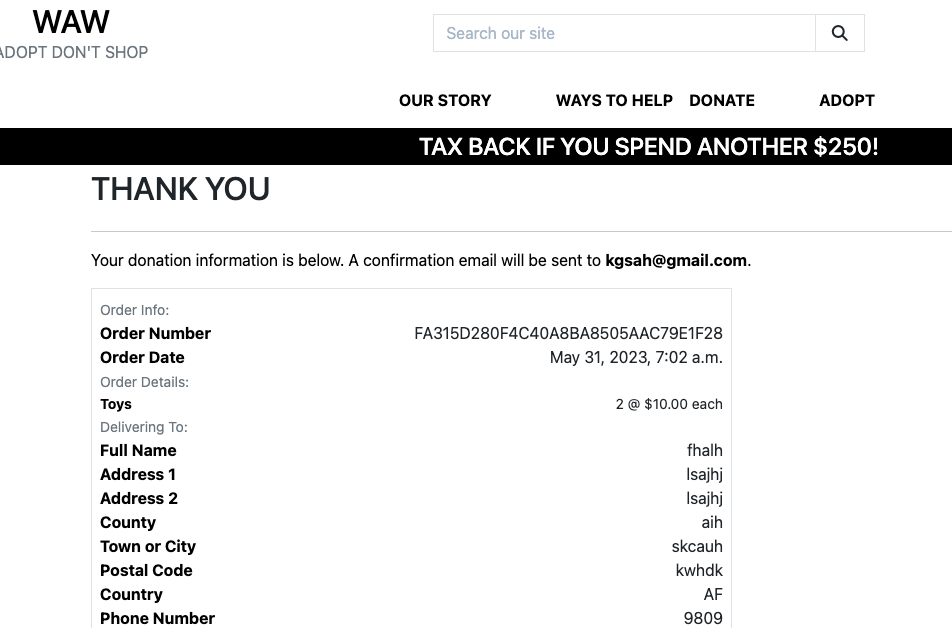 WAW
ADOPT DON'T SHOP
Search our site
OUR STORY WAYS TO HELP DONATE ADOPT
TAX BACK IF YOU SPEND ANOTHER $250!
THANK YOU
Your donation information is below. A confirmation email will be sent to kgsah@gmail.com.
Order Info:
Order Number FA315D280F4C40A8BA8505AAC79E1F28
Order Date May 31, 2023, 7:02 a.m.
Order Details:
Toys 2 @ $10.00 each
Delivering To:
Full Name fhalh
Address 1 lsajhj
Address 2 lsajhj
County aih
Town or City skcauh
Postal Code kwhdk
Country AF
Phone Number 9809